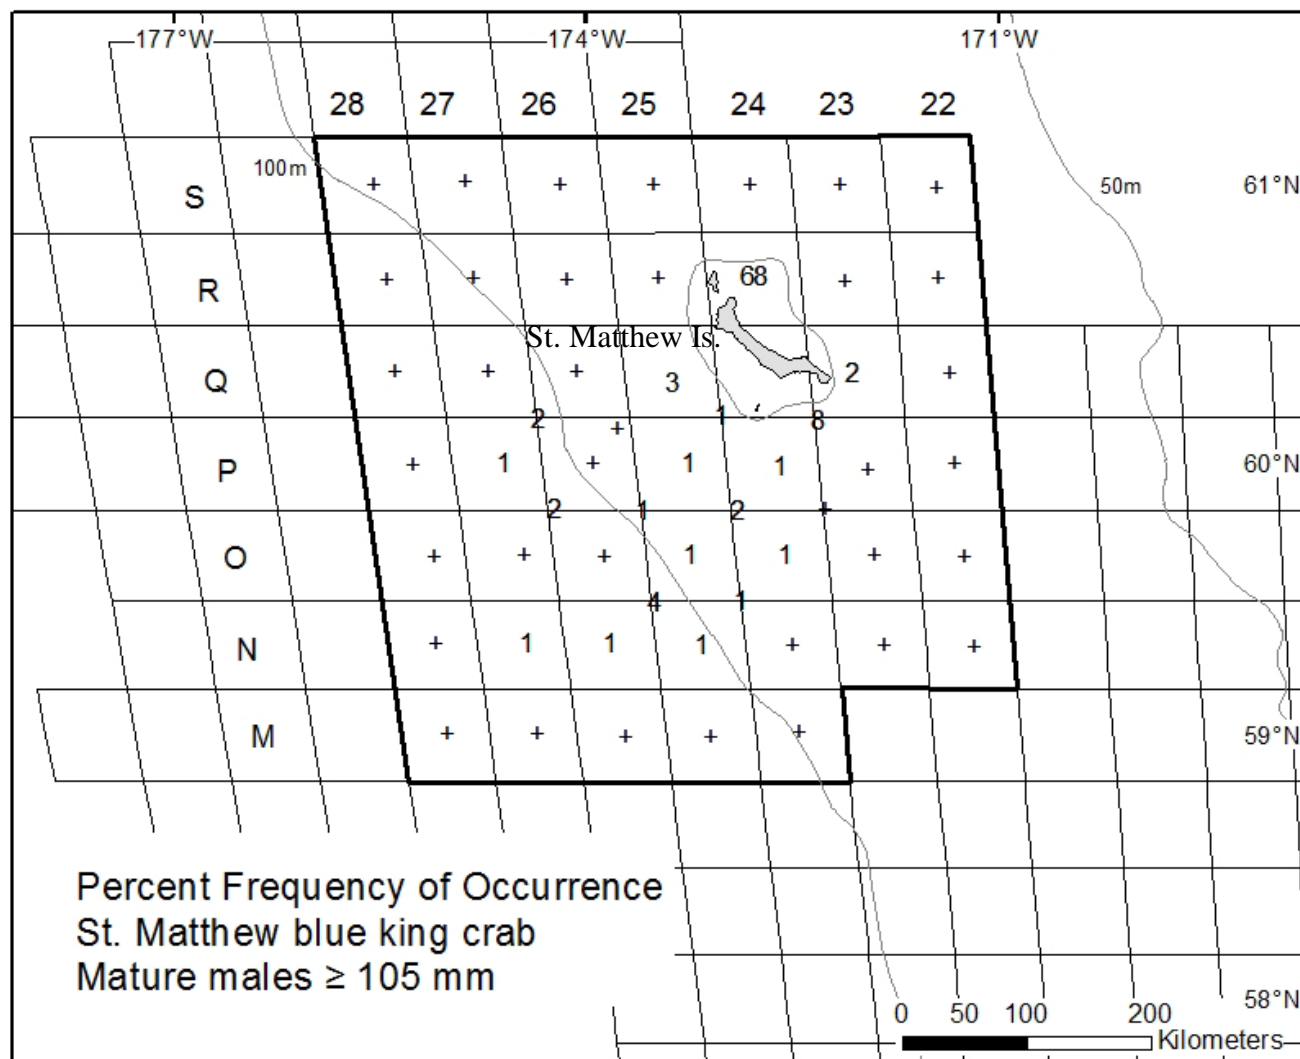 177°W 174°W 171°W
28 27 26 25 24 23 22
100m 50m
S + + + + + + + 61°N
R + + + + 68 + +
St. Matthew Is.
Q + + + 3 2 +
2 + 1 8
P + 1 + 1 1 + + 60°N
2 1 2 +
O + + + 1 1 + +
4 1
N + 1 1 1 + + +
M + + + + + 59°N
Percent Frequency of Occurrence
St. Matthew blue king crab
Mature males ≥ 105 mm
58°N
0 50 100 200
Kilometers